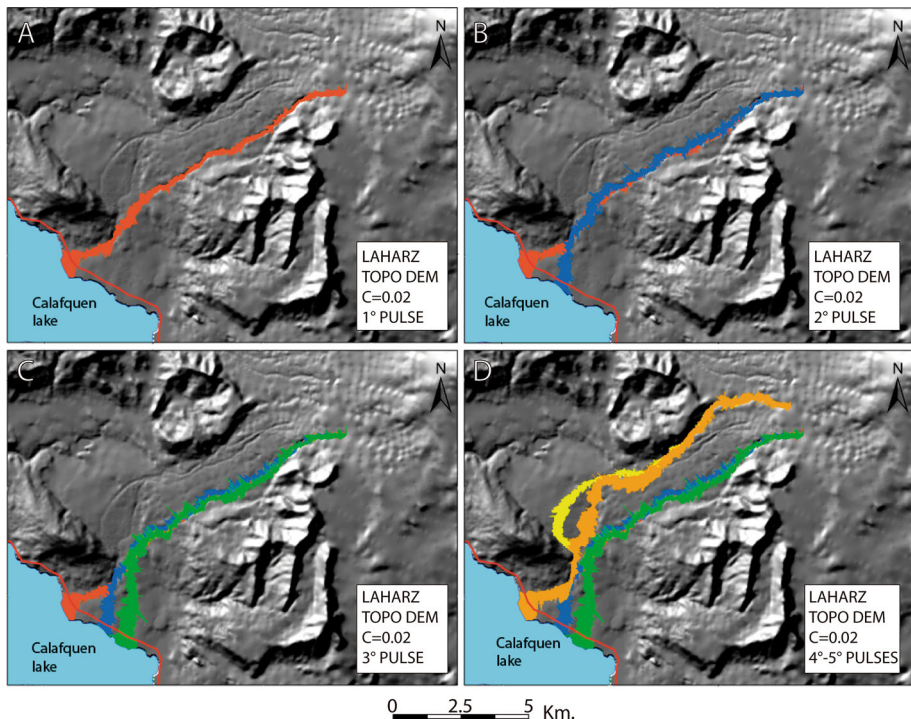 A
N
Calafquen
lake
LAHARZ
TOPO DEM
C=0.02
1° PULSE
B
N
Calafquen
lake
LAHARZ
TOPO DEM
C=0.02
2° PULSE
C
N
Calafquen
lake
LAHARZ
TOPO DEM
C=0.02
3° PULSE
D
N
Calafquen
lake
LAHARZ
TOPO DEM
C=0.02
4°-5° PULSES
0 2.5 5 Km.